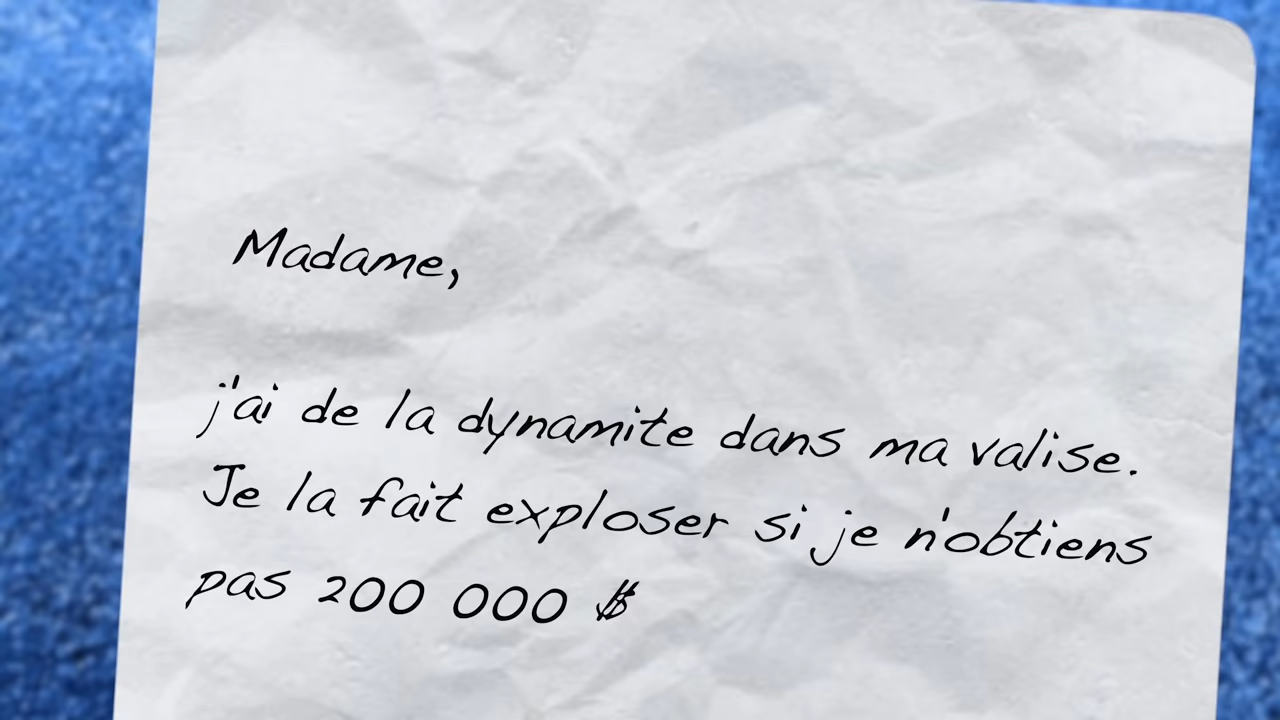 Madame,
j'ai de la dynamite dans ma valise.
Je la fait exploser si je n'obtiens
pas 200 000 $